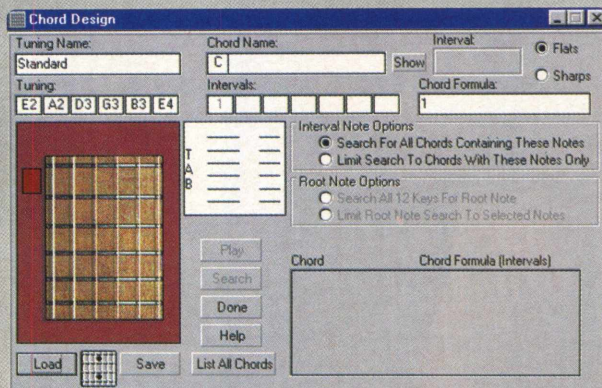 Chord Design
Tuning Name:
Standard
Chord Name:
C
Show
Interval:
Flats
Sharps
Tuning:
E2 A2 D3 G3 B3 E4
Intervals:
1
Chord Formula:
1
Interval Note Options
Search For All Chords Containing These Notes
Limit Search To Chords With These Notes Only
Root Note Options
Search All 12 Keys For Root Note
Limit Root Note Search To Selected Notes
T
A
B
Play
Search
Done
Help
Chord Chord Formula (Intervals)
Load Save List All Chords